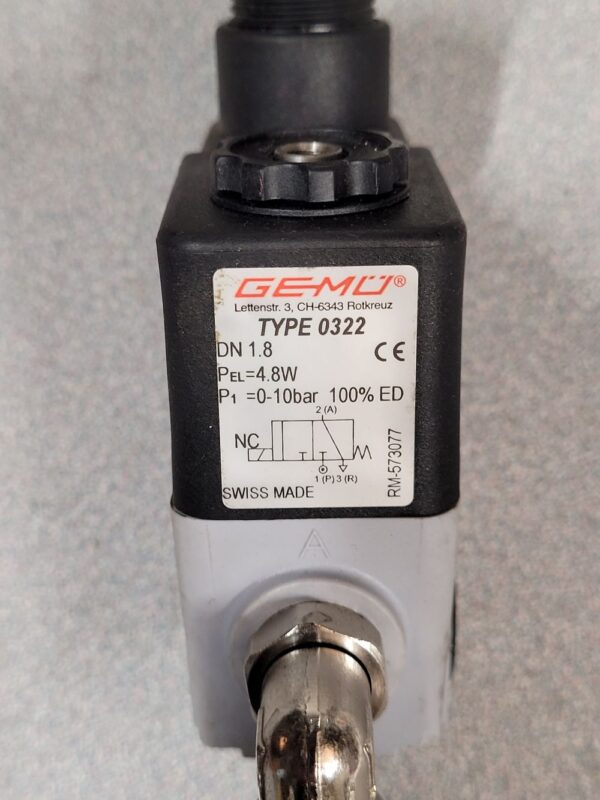 GEMÜ®
Lettenstr. 3, CH-6343 Rotkreuz
TYPE 0322
DN 1.8 CE
PEL=4.8W
P1 =0-10bar 100% ED
2 (A)
NC
1 (P) 3 (R)
SWISS MADE
RM-573077
A